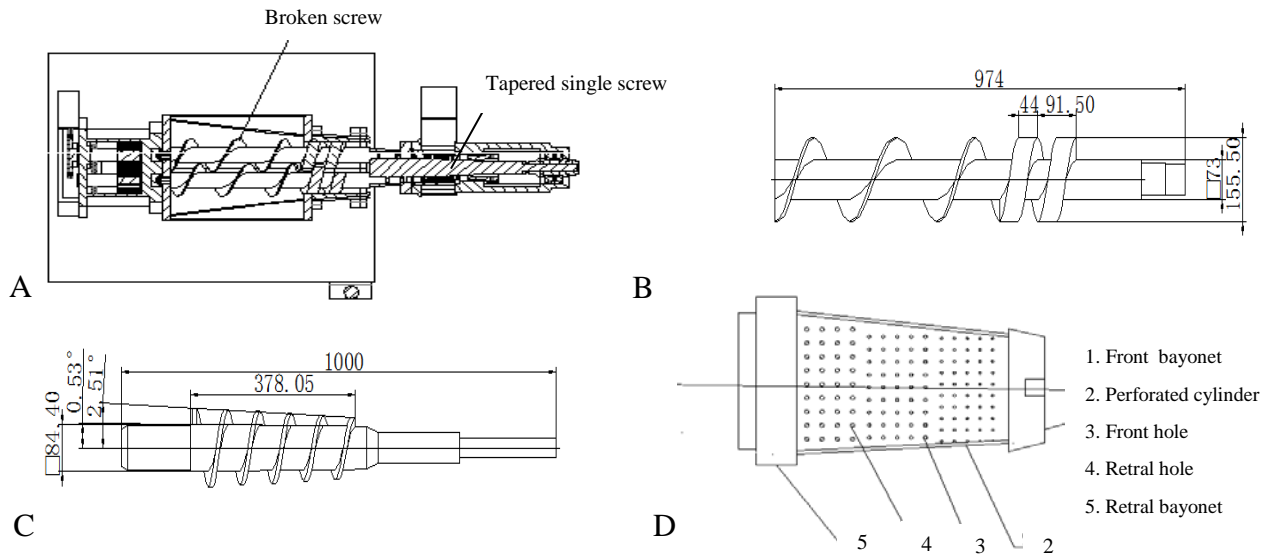 Broken screw
Tapered single screw
A
974
44 91.50
73
155.50
B
1000
378.05
0.53°
2.51°
84.40
C
1. Front bayonet
2. Perforated cylinder
3. Front hole
4. Retral hole
5. Retral bayonet
D
5 4 3 2